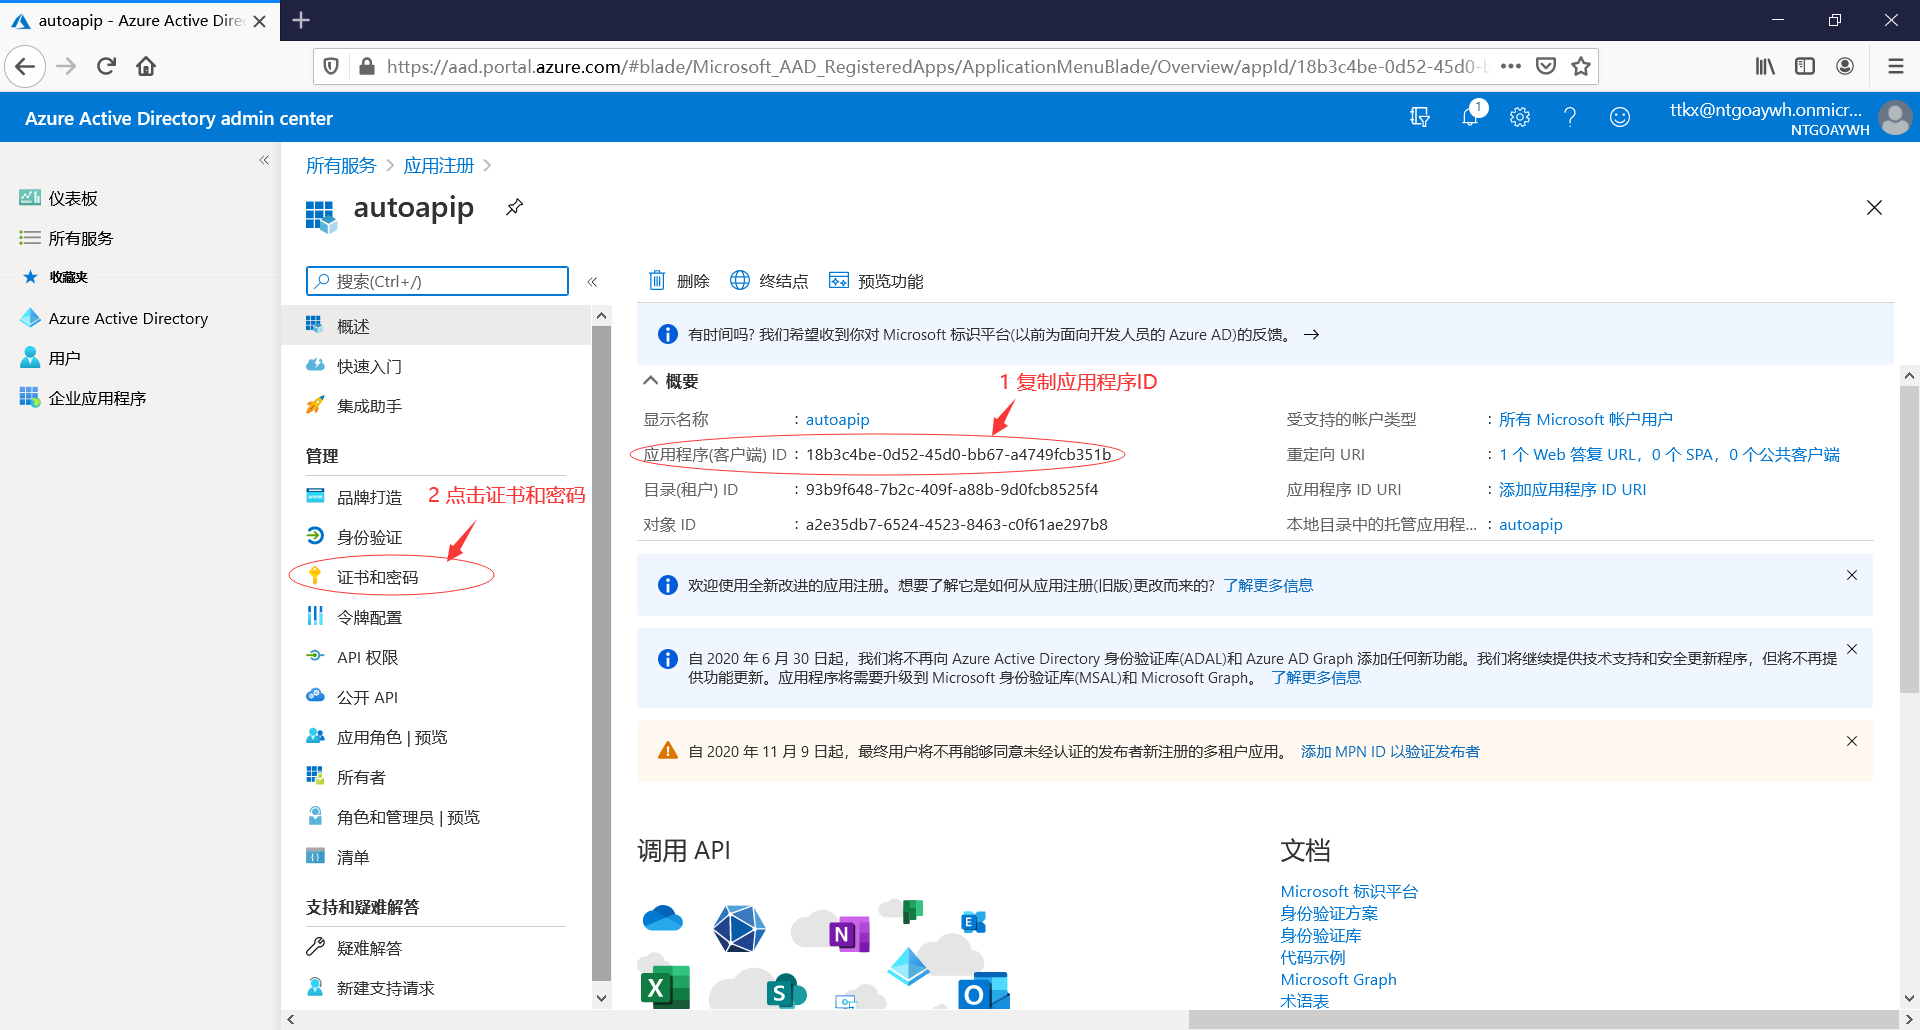 autoapip - Azure Active Dire
https://aad.portal.azure.com/#blade/Microsoft_AAD_RegisteredApps/ApplicationMenuBlade/Overview/appId/18b3c4be-0d52-45d0-b
Azure Active Directory admin center
1
ttkx@ntgoaywh.onmicr...
NTGOAYWH
仪表板
所有服务
收藏夹
Azure Active Directory
用户
企业应用程序
所有服务 > 应用注册 >
autoapip
搜索(Ctrl+/)
概述
快速入门
集成助手
管理
品牌打造
2 点击证书和密码
身份验证
证书和密码
令牌配置
API 权限
公开 API
应用角色 | 预览
所有者
角色和管理员 | 预览
清单
支持和疑难解答
疑难解答
新建支持请求
删除 终结点 预览功能
有时间吗? 我们希望收到你对 Microsoft 标识平台(以前为面向开发人员的 Azure AD)的反馈。 →
概要
1 复制应用程序ID
显示名称 : autoapip
应用程序(客户端) ID : 18b3c4be-0d52-45d0-bb67-a4749fcb351b
目录(租户) ID : 93b9f648-7b2c-409f-a88b-9d0fcb8525f4
对象 ID : a2e35db7-6524-4523-8463-c0f61ae297b8
受支持的帐户类型 : 所有 Microsoft 帐户用户
重定向 URI : 1 个 Web 答复 URL，0 个 SPA，0 个公共客户端
应用程序 ID URI : 添加应用程序 ID URI
本地目录中的托管应用程... : autoapip
欢迎使用全新改进的应用注册。想要了解它是如何从应用注册(旧版)更改而来的? 了解更多信息
自 2020 年 6 月 30 日起，我们将不再向 Azure Active Directory 身份验证库(ADAL)和 Azure AD Graph 添加任何新功能。我们将继续提供技术支持和安全更新程序，但将不再提
供功能更新。应用程序将需要升级到 Microsoft 身份验证库(MSAL)和 Microsoft Graph。 了解更多信息
自 2020 年 11 月 9 日起，最终用户将不再能够同意未经认证的发布者新注册的多租户应用。 添加 MPN ID 以验证发布者
调用 API
N
E
X
S
O
文档
Microsoft 标识平台
身份验证方案
身份验证库
代码示例
Microsoft Graph
术语表